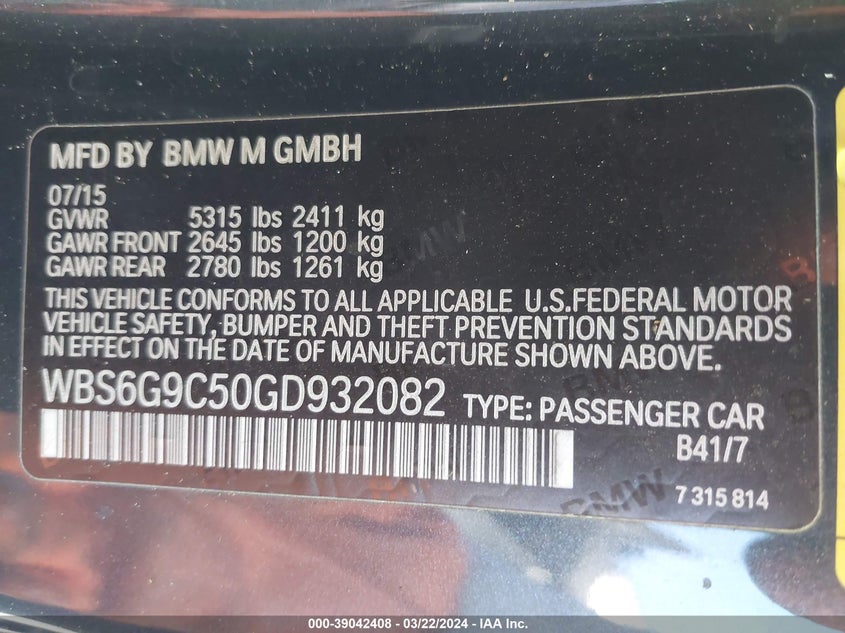 MFD BY BMW M GMBH
07/15
GVWR 5315 lbs 2411 kg
GAWR FRONT 2645 lbs 1200 kg
GAWR REAR 2780 lbs 1261 kg
THIS VEHICLE CONFORMS TO ALL APPLICABLE U.S.FEDERAL MOTOR
VEHICLE SAFETY, BUMPER AND THEFT PREVENTION STANDARDS
IN EFFECT ON THE DATE OF MANUFACTURE SHOWN ABOVE.
WBS6G9C50GD932082 TYPE: PASSENGER CAR
B41/7
7 315 814
BMW
000-39042408 - 03/22/2024 - IAA Inc.